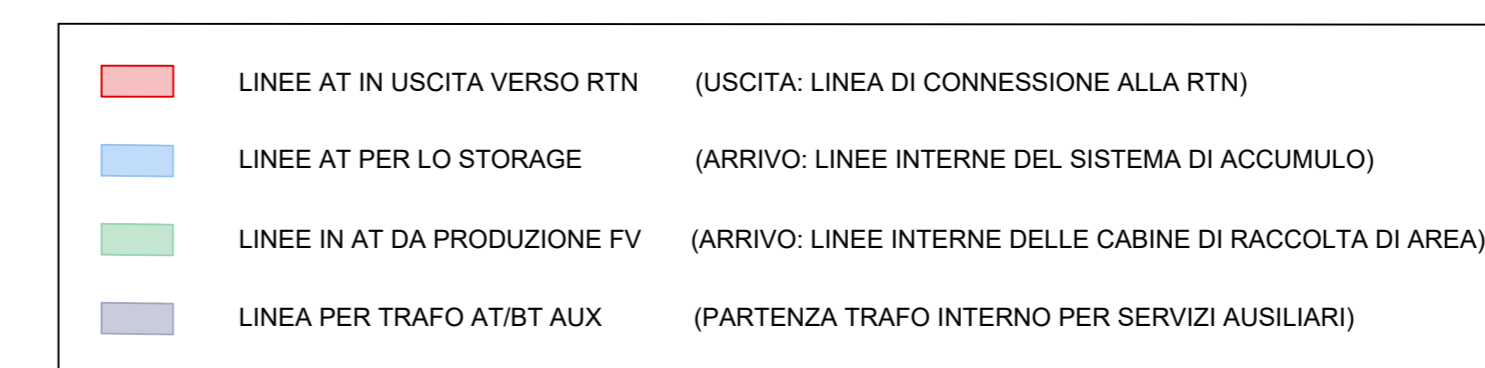 LINEE AT IN USCITA VERSO RTN (USCITA: LINEA DI CONNESSIONE ALLA RTN)
LINEE AT PER LO STORAGE (ARRIVO: LINEE INTERNE DEL SISTEMA DI ACCUMULO)
LINEE IN AT DA PRODUZIONE FV (ARRIVO: LINEE INTERNE DELLE CABINE DI RACCOLTA DI AREA)
LINEA PER TRAFO AT/BT AUX (PARTENZA TRAFO INTERNO PER SERVIZI AUSILIARI)